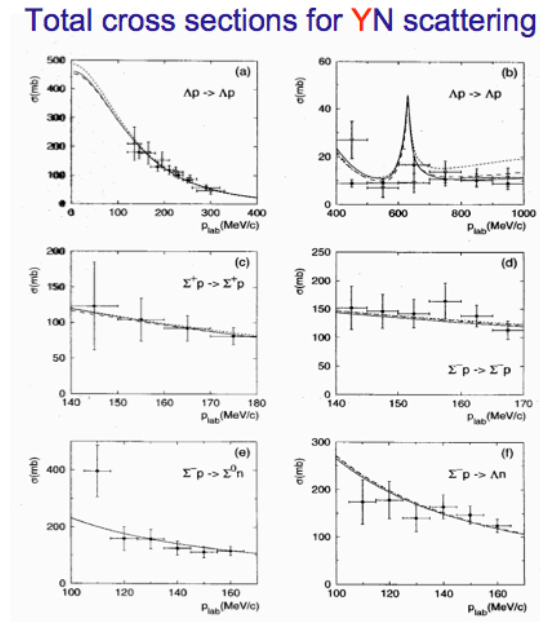 Total cross sections for YN scattering
σ(mb)
500
400
300
200
100
0
(a)
Λp -> Λp
0 100 200 300 400
p_lab(MeV/c)
σ(mb)
60
40
20
0
(b)
Λp -> Λp
400 600 800 1000
p_lab(MeV/c)
σ(mb)
200
150
100
50
0
(c)
Σ⁺p -> Σ⁺p
140 150 160 170 180
p_lab(MeV/c)
σ(mb)
250
200
150
100
50
0
(d)
Σ⁻p -> Σ⁻p
140 150 160 170
p_lab(MeV/c)
σ(mb)
400
200
0
(e)
Σ⁻p -> Σ⁰n
100 120 140 160
p_lab(MeV/c)
σ(mb)
300
200
100
0
(f)
Σ⁻p -> Λn
100 120 140 160
p_lab(MeV/c)